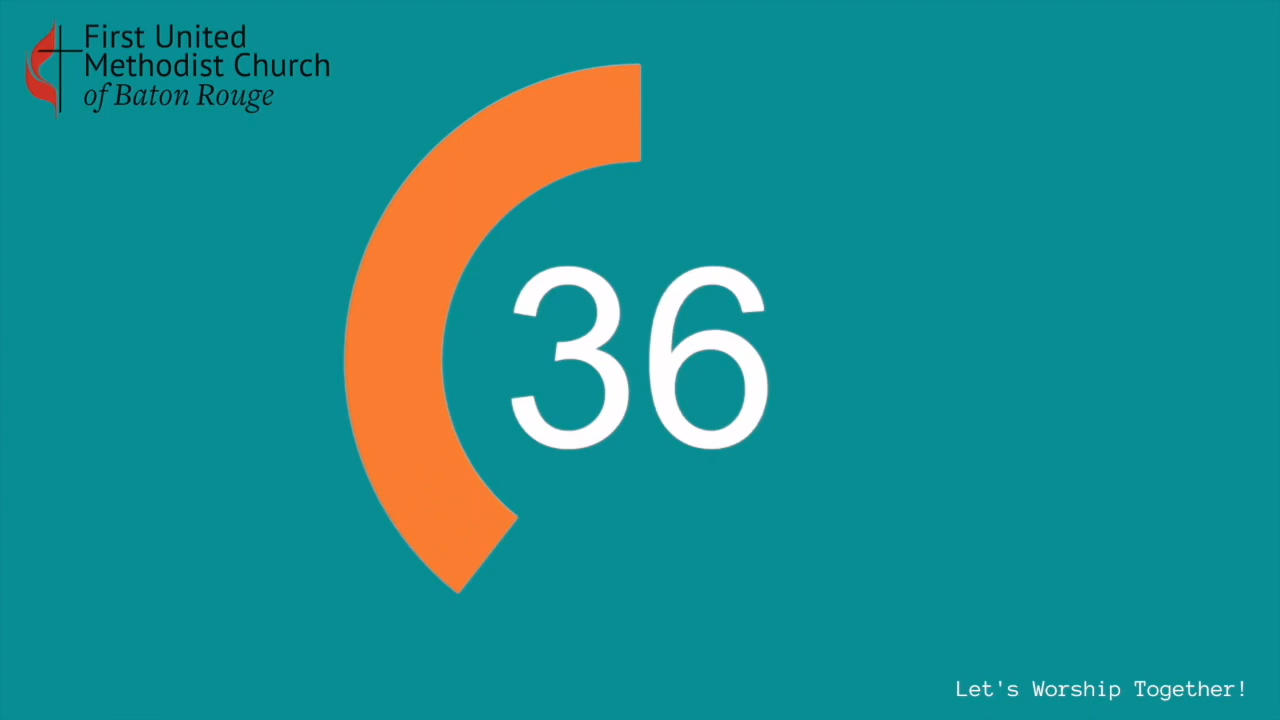 First United
Methodist Church
of Baton Rouge
36
Let's Worship Together!